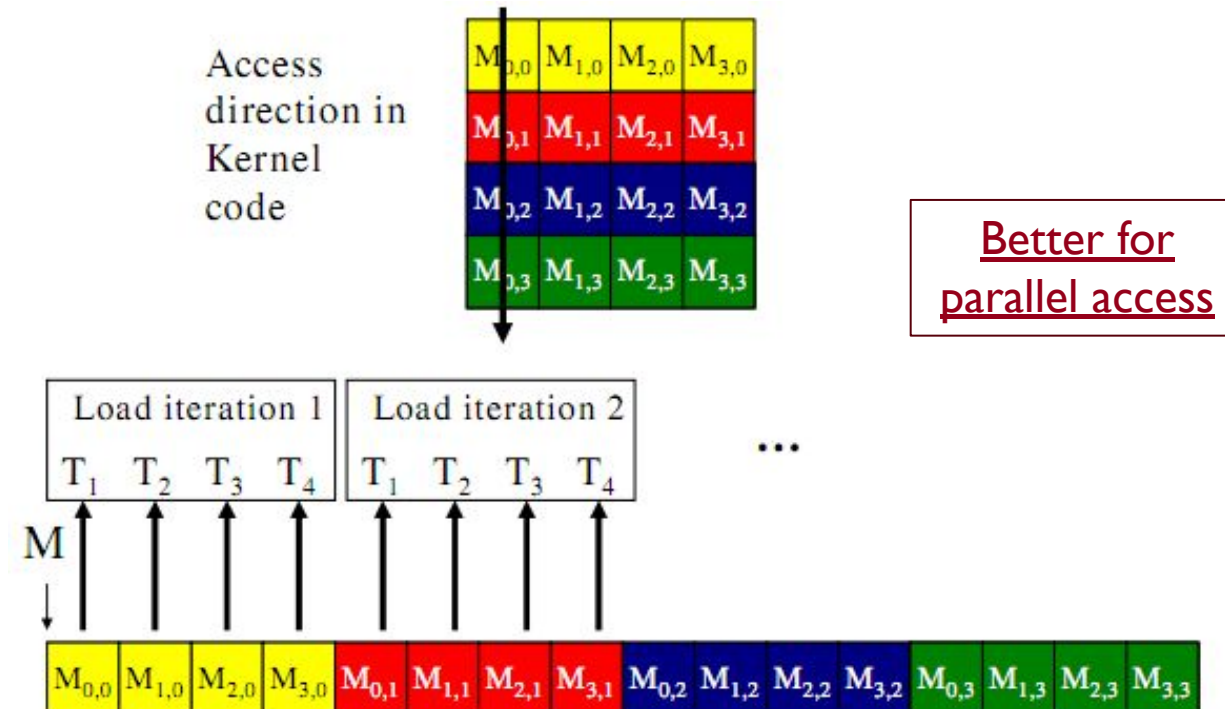 Access
direction in
Kernel
code
M0,0 M1,0 M2,0 M3,0
M0,1 M1,1 M2,1 M3,1
M0,2 M1,2 M2,2 M3,2
M0,3 M1,3 M2,3 M3,3
Better for
parallel access
Load iteration 1 Load iteration 2
...
T1 T2 T3 T4 T1 T2 T3 T4
M
M0,0 M1,0 M2,0 M3,0 M0,1 M1,1 M2,1 M3,1 M0,2 M1,2 M2,2 M3,2 M0,3 M1,3 M2,3 M3,3